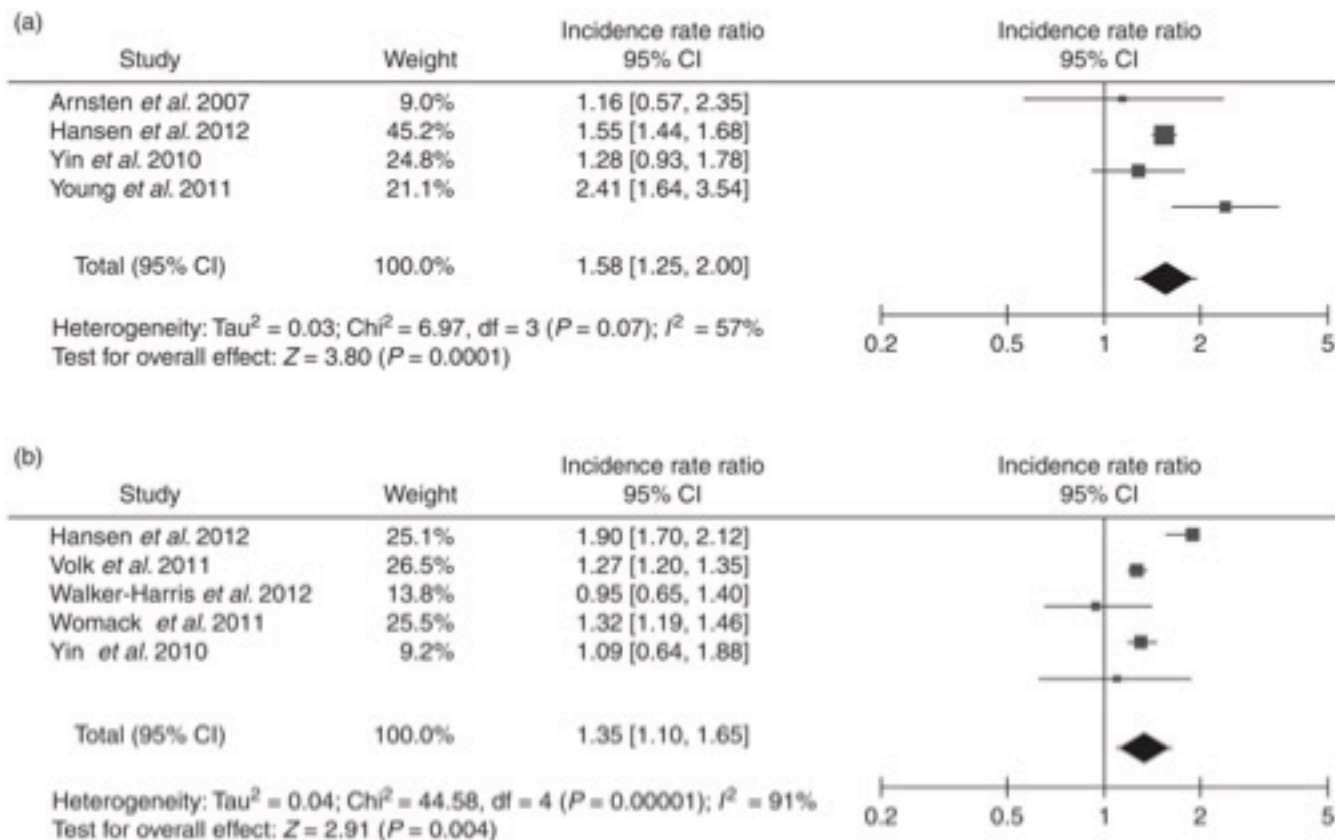 (a)
Incidence rate ratio Incidence rate ratio
Study Weight 95% CI 95% CI
Arnsten et al. 2007 9.0% 1.16 [0.57, 2.35]
Hansen et al. 2012 45.2% 1.55 [1.44, 1.68]
Yin et al. 2010 24.8% 1.28 [0.93, 1.78]
Young et al. 2011 21.1% 2.41 [1.64, 3.54]
Total (95% CI) 100.0% 1.58 [1.25, 2.00]
Heterogeneity: Tau² = 0.03; Chi² = 6.97, df = 3 (P = 0.07); I² = 57%
Test for overall effect: Z = 3.80 (P = 0.0001)
0.2 0.5 1 2 5
(b)
Incidence rate ratio Incidence rate ratio
Study Weight 95% CI 95% CI
Hansen et al. 2012 25.1% 1.90 [1.70, 2.12]
Volk et al. 2011 26.5% 1.27 [1.20, 1.35]
Walker-Harris et al. 2012 13.8% 0.95 [0.65, 1.40]
Womack et al. 2011 25.5% 1.32 [1.19, 1.46]
Yin et al. 2010 9.2% 1.09 [0.64, 1.88]
Total (95% CI) 100.0% 1.35 [1.10, 1.65]
Heterogeneity: Tau² = 0.04; Chi² = 44.58, df = 4 (P = 0.00001); I² = 91%
Test for overall effect: Z = 2.91 (P = 0.004)
0.2 0.5 1 2 5